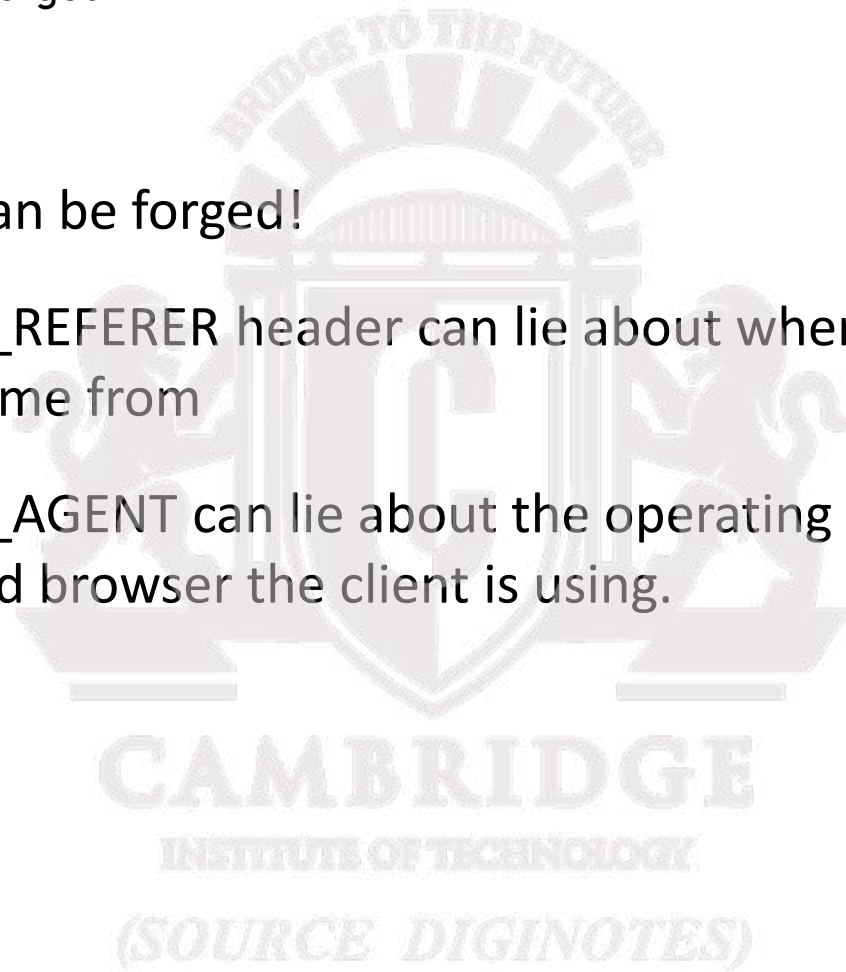 BRIDGE TO THE FUTURE
an be forged!
_REFERER header can lie about wher
me from
_AGENT can lie about the operating
d browser the client is using.
C
CAMBRIDGE
INSTITUTE OF TECHNOLOGY
(SOURCE DIGINOTES)